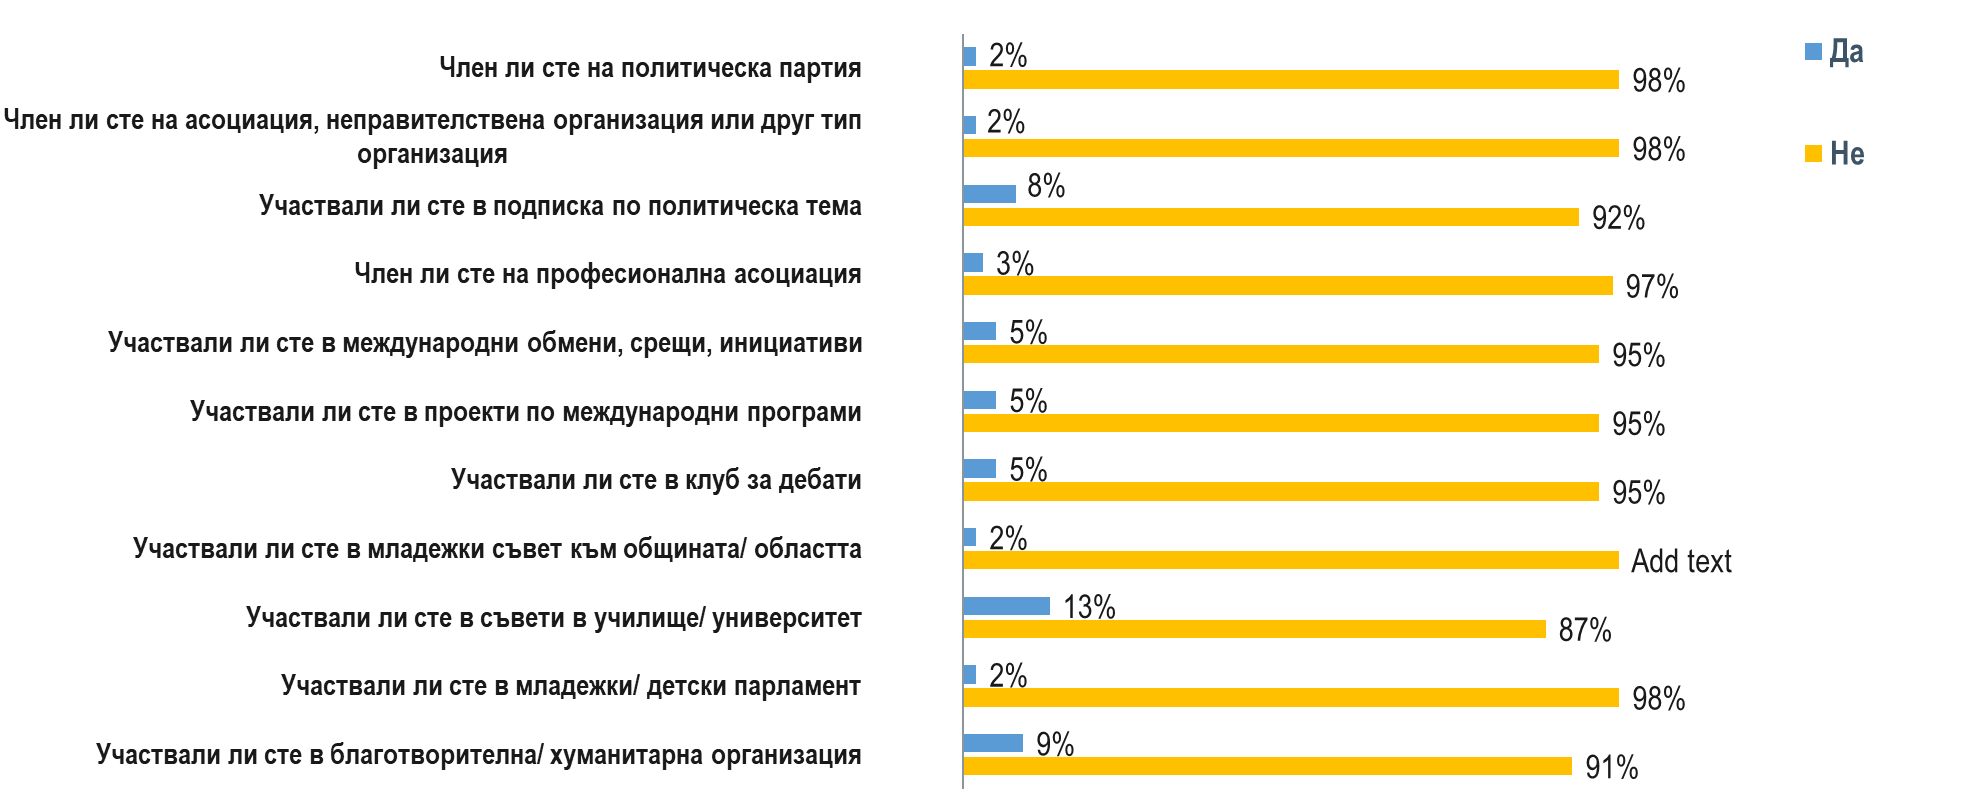 Член ли сте на политическа партия
2%
98%
Член ли сте на асоциация, неправителствена организация или друг тип
организация
2%
98%
Участвали ли сте в подписка по политическа тема
8%
92%
Член ли сте на професионална асоциация
3%
97%
Участвали ли сте в международни обмени, срещи, инициативи
5%
95%
Участвали ли сте в проекти по международни програми
5%
95%
Участвали ли сте в клуб за дебати
5%
95%
Участвали ли сте в младежки съвет към общината/ областта
2%
Add text
Участвали ли сте в съвети в училище/ университет
13%
87%
Участвали ли сте в младежки/ детски парламент
2%
98%
Участвали ли сте в благотворителна/ хуманитарна организация
9%
91%
Да
Не